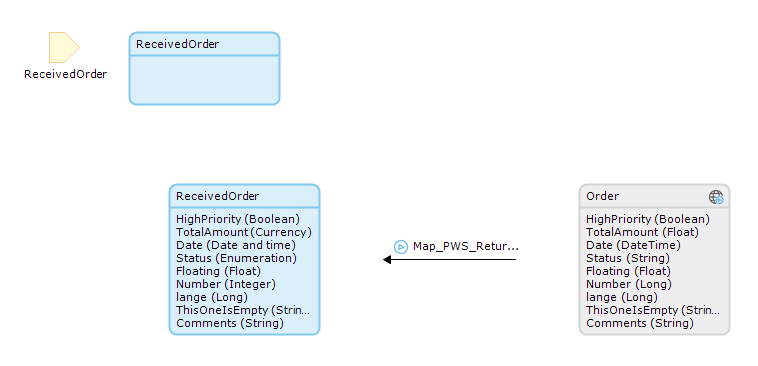 ReceivedOrder
ReceivedOrder
ReceivedOrder
HighPriority (Boolean)
TotalAmount (Currency)
Date (Date and time)
Status (Enumeration)
Floating (Float)
Number (Integer)
lange (Long)
ThisOneIsEmpty (Strin...
Comments (String)
Map_PWS_Retur...
Order
HighPriority (Boolean)
TotalAmount (Float)
Date (DateTime)
Status (String)
Floating (Float)
Number (Long)
lange (Long)
ThisOneIsEmpty (Strin...
Comments (String)